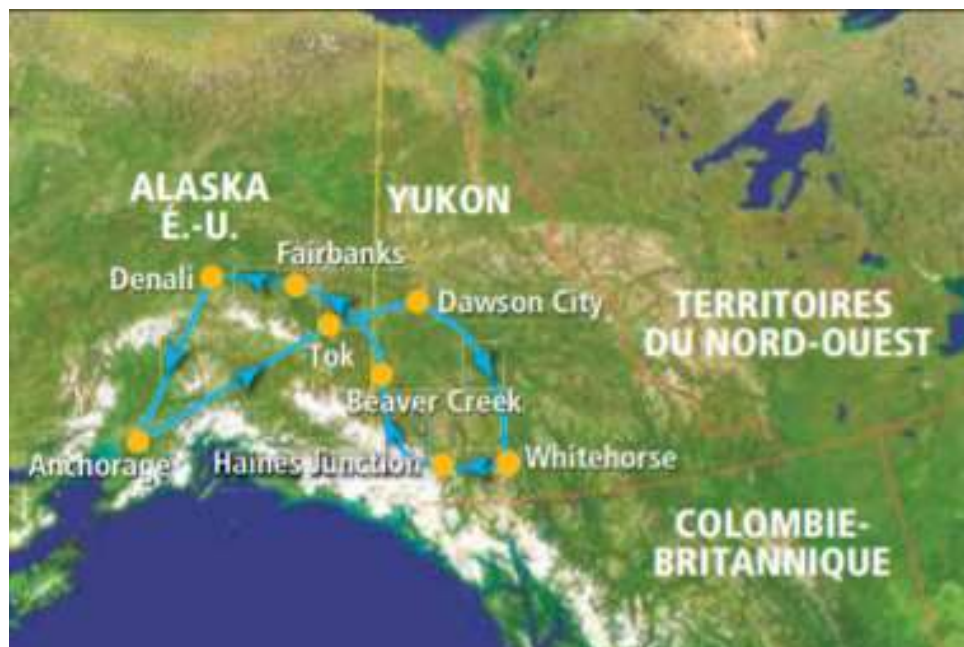 ALASKA
É.-U.
YUKON
Fairbanks
Denali
Dawson City
TERRITOIRES
DU NORD-OUEST
Tok
Beaver Creek
Anchorage
Haines Junction
Whitehorse
COLOMBIE-
BRITANNIQUE